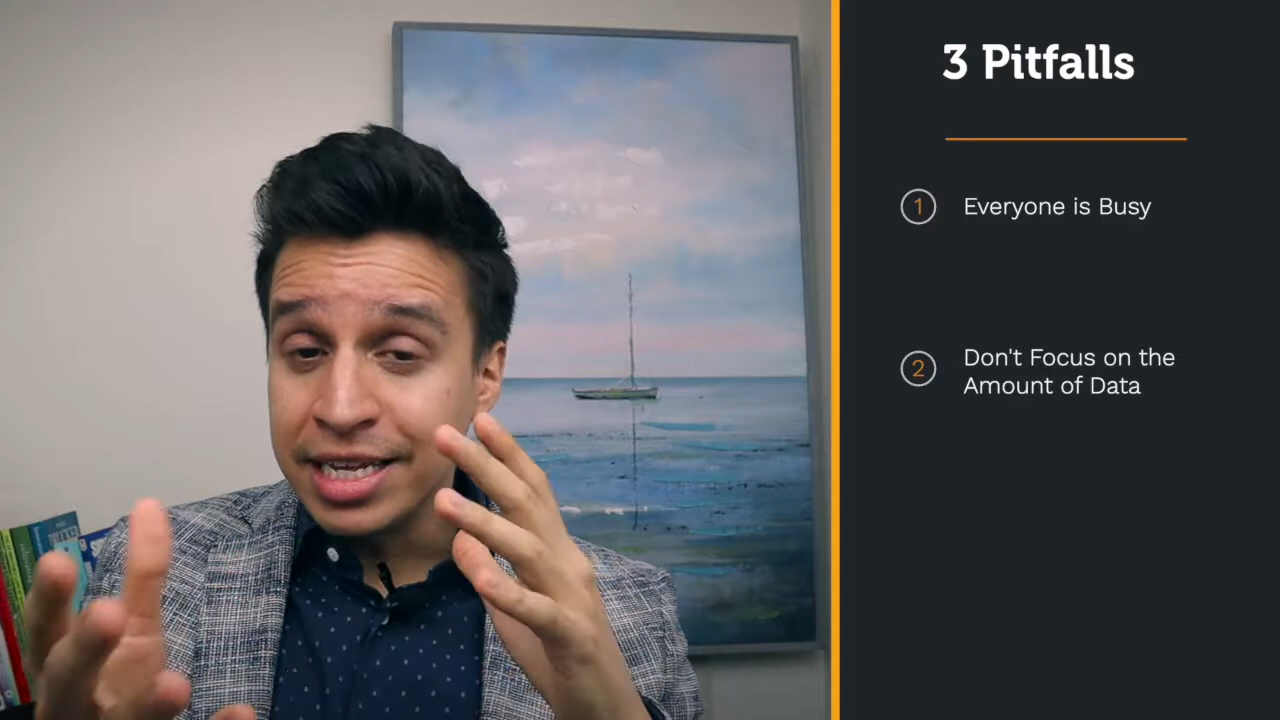 3 Pitfalls
1 Everyone is Busy
2 Don't Focus on the
Amount of Data